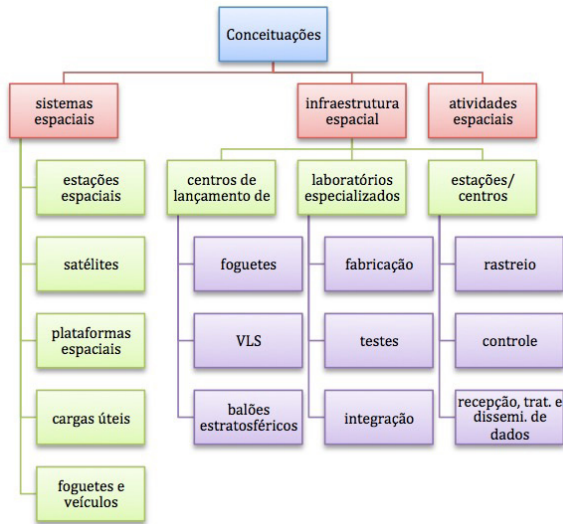 Conceituações
sistemas
espaciais
infraestrutura
espacial
atividades
espaciais
estações
espaciais
satélites
plataformas
espaciais
cargas úteis
foguetes e
veículos
centros de
lançamento de
foguetes
VLS
balões
estratosféricos
laboratórios
especializados
fabricação
testes
integração
estações/
centros
rastreio
controle
recepção, trat. e
dissemi. de
dados